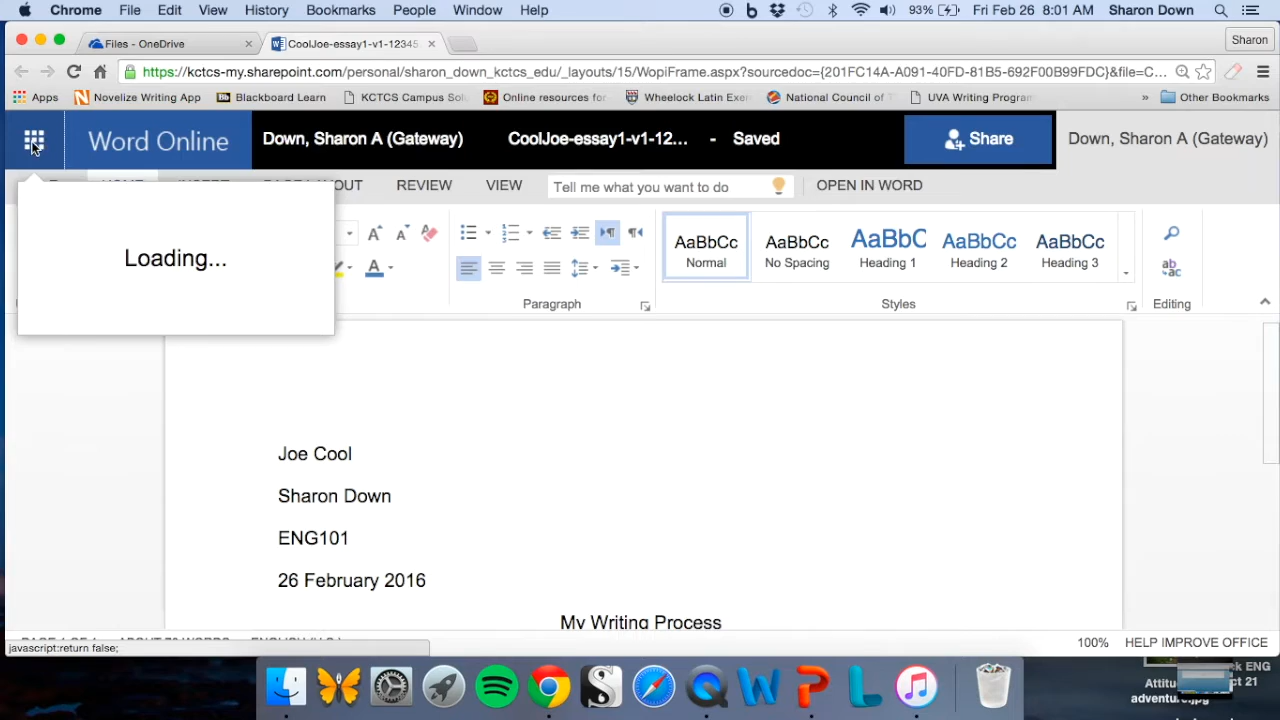 Chrome File Edit View History Bookmarks People Window Help 93% Fri Feb 26 8:01 AM Sharon Down
Files - OneDrive CoolJoe-essay1-v1-12345 Sharon
https://kctcs-my.sharepoint.com/personal/sharon_down_kctcs_edu/_layouts/15/WopiFrame.aspx?sourcedoc={201FC14A-A091-40FD-81B5-692F00B99FDC}&file=C...
Apps Novelize Writing App Blackboard Learn KCTCS Campus Sol Online resources for Wheelock Latin Exer National Council of UVA Writing Program » Other Bookmarks
Word Online Down, Sharon A (Gateway) CoolJoe-essay1-v1-12... - Saved Share Down, Sharon A (Gateway)
REVIEW VIEW Tell me what you want to do OPEN IN WORD
Loading...
AaBbCc AaBbCc AaBbC AaBbCc AaBbCc
Normal No Spacing Heading 1 Heading 2 Heading 3
Paragraph Styles Editing
Joe Cool
Sharon Down
ENG101
26 February 2016
My Writing Process
100% HELP IMPROVE OFFICE
javascript:return false;